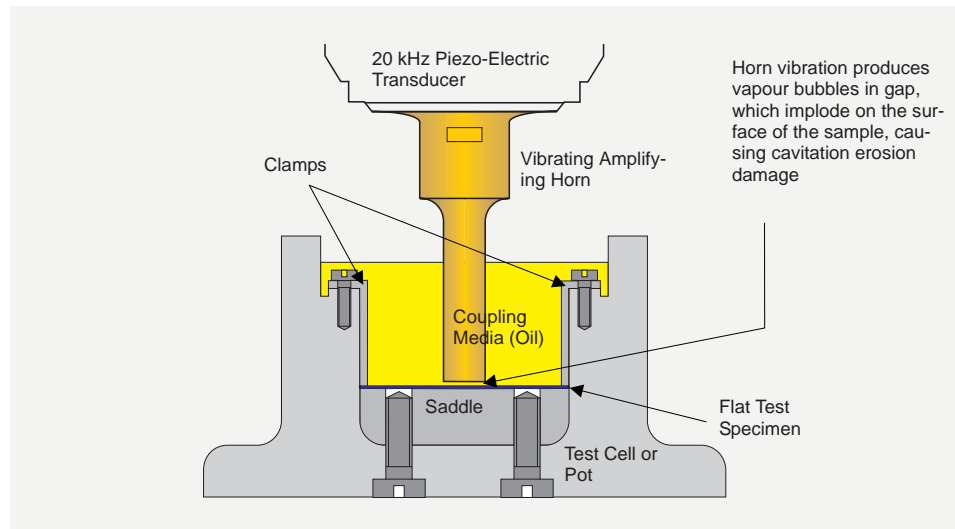 20 kHz Piezo-Electric
Transducer
Horn vibration produces
vapour bubbles in gap,
which implode on the sur-
face of the sample, cau-
sing cavitation erosion
damage
Clamps
Vibrating Amplify-
ing Horn
Coupling
Media (Oil)
Saddle
Flat Test
Specimen
Test Cell or
Pot